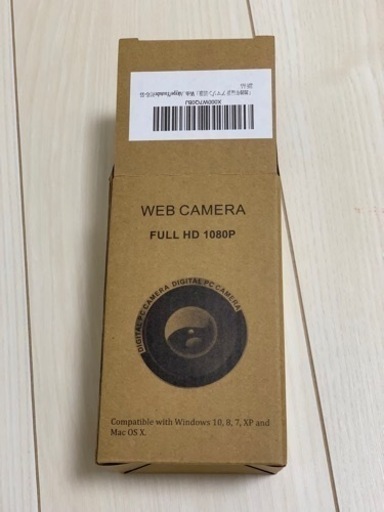 X000W7QOBJ
WEB CAMERA
FULL HD 1080P
DIGITAL PC CAMERA DIGITAL PC CAMERA
Compatible with Windows 10, 8, 7, XP and
Mac OS X.